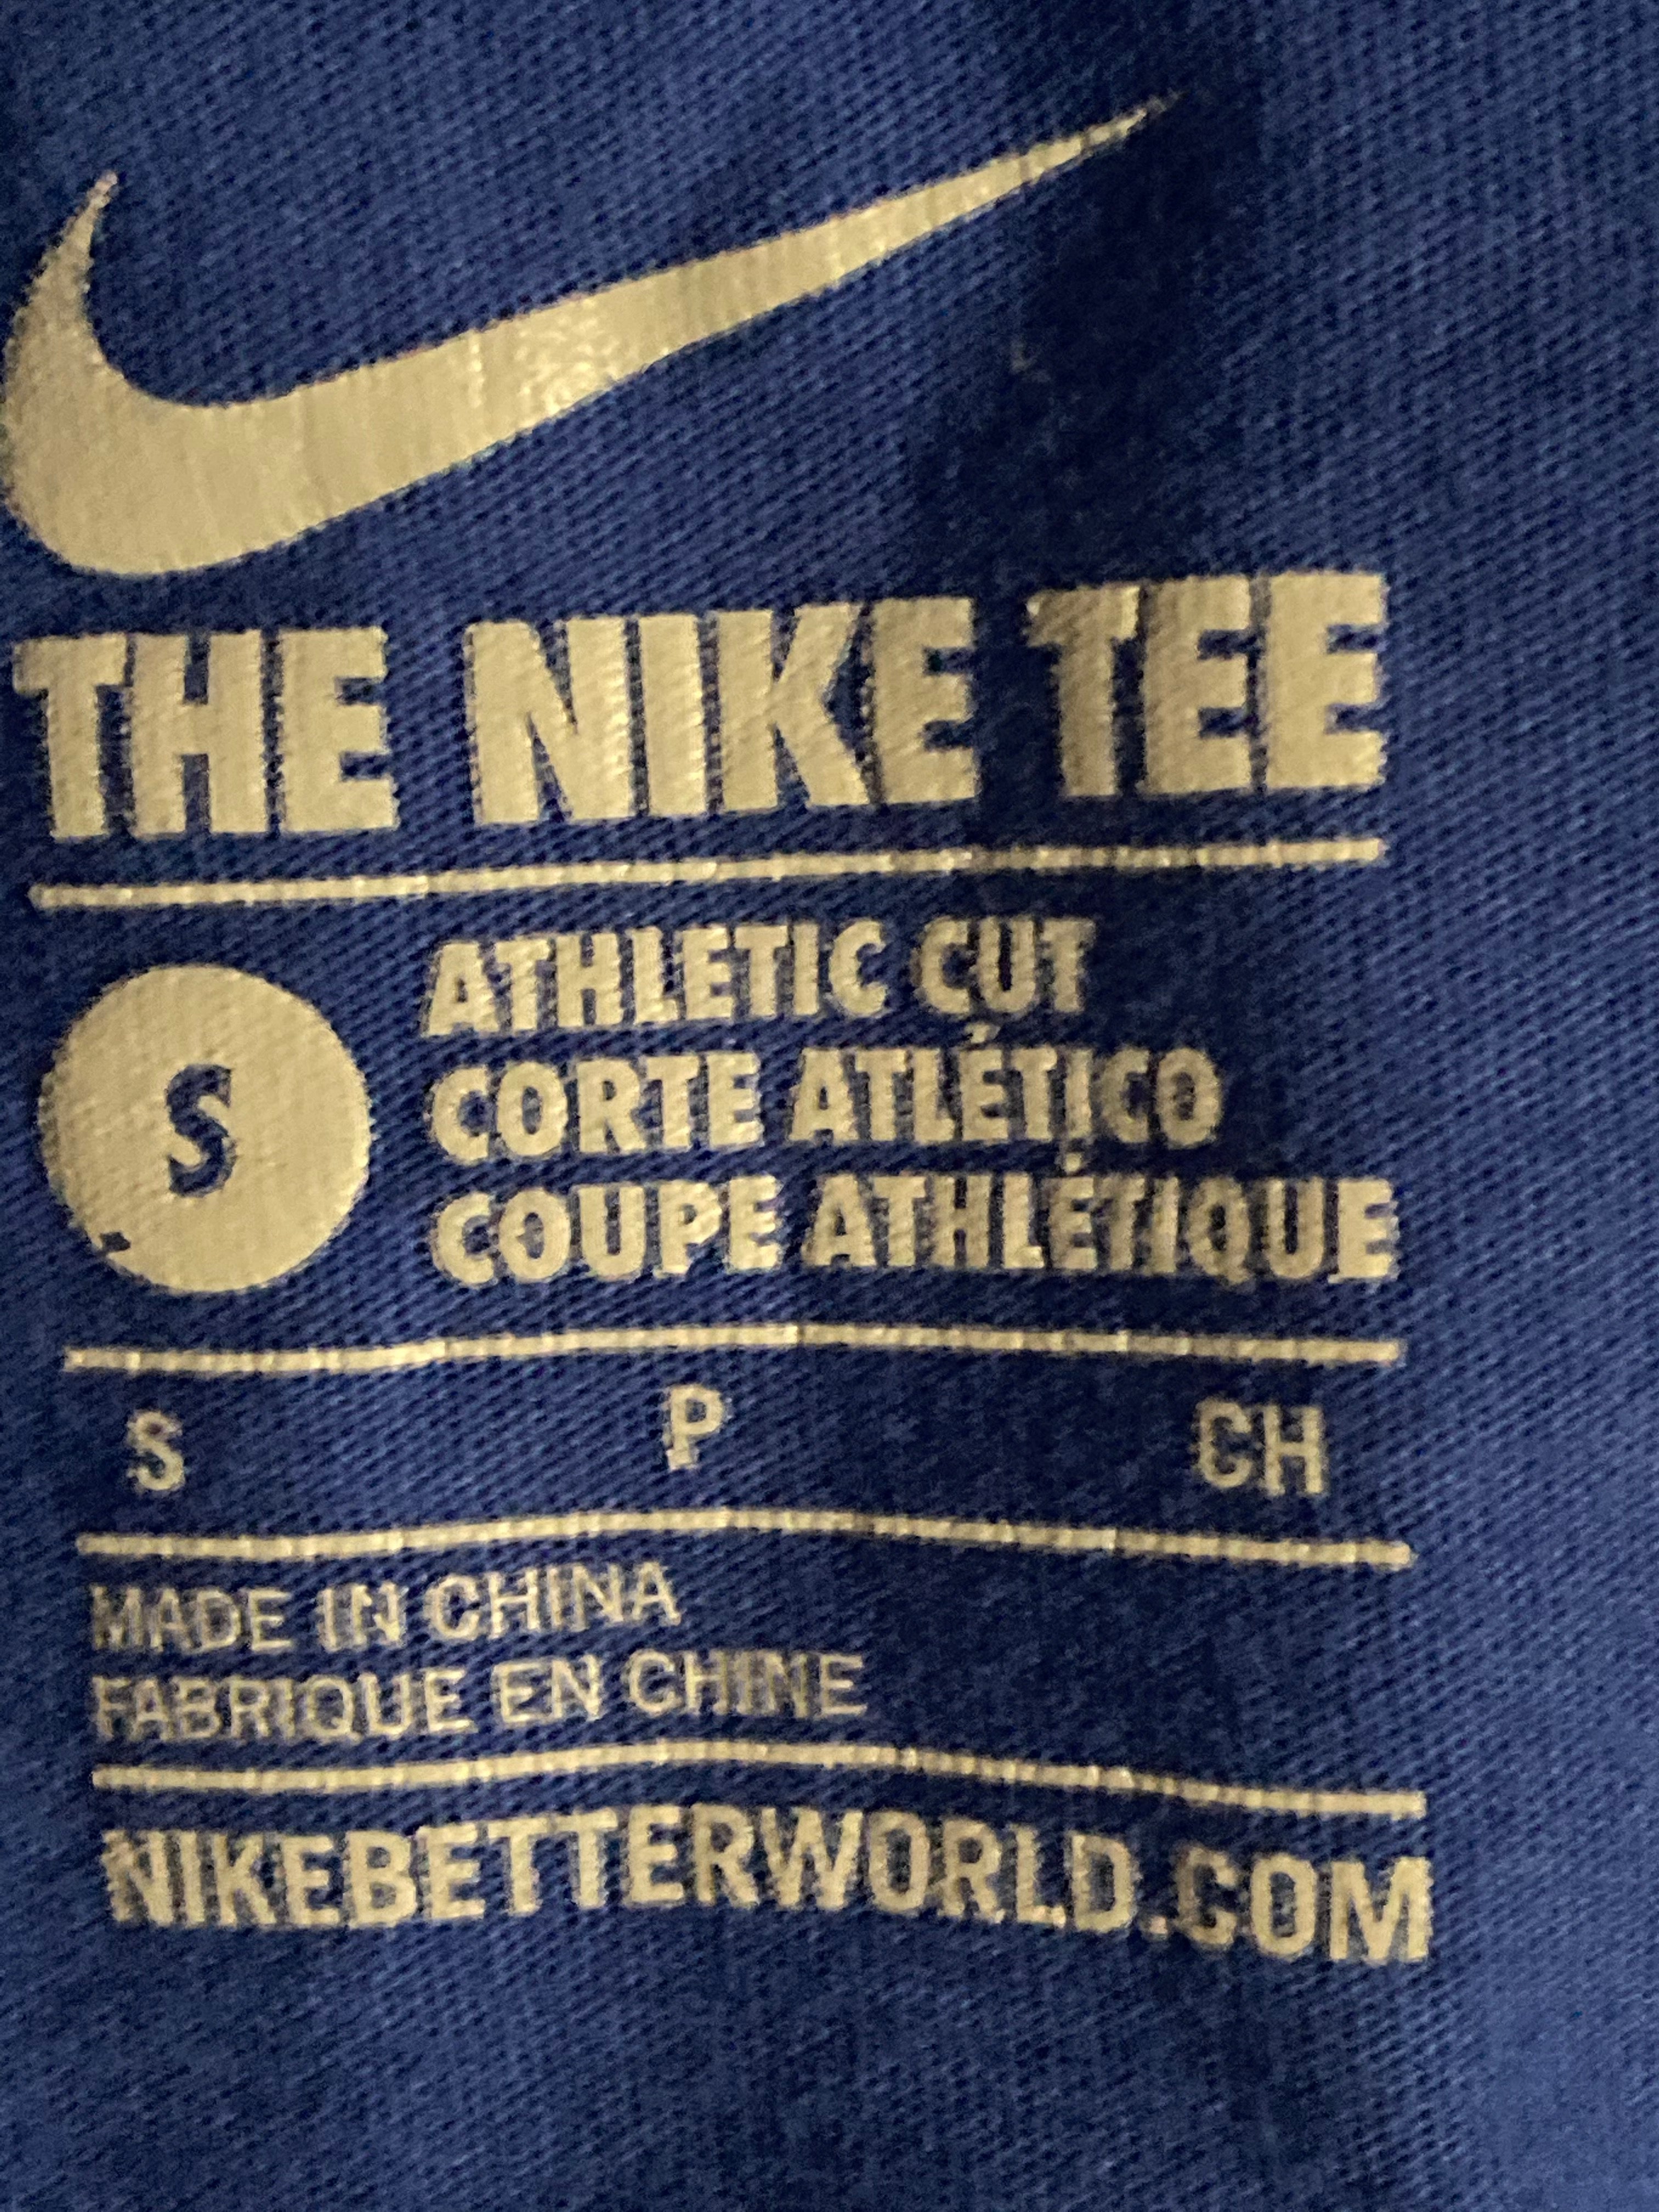 THE NIKE TEE
S
ATHLETIC CUT
CORTE ATLÉTICO
COUPE ATHLÉTIQUE
S P CH
MADE IN CHINA
FABRIQUE EN CHINE
NIKEBETTERWORLD.COM